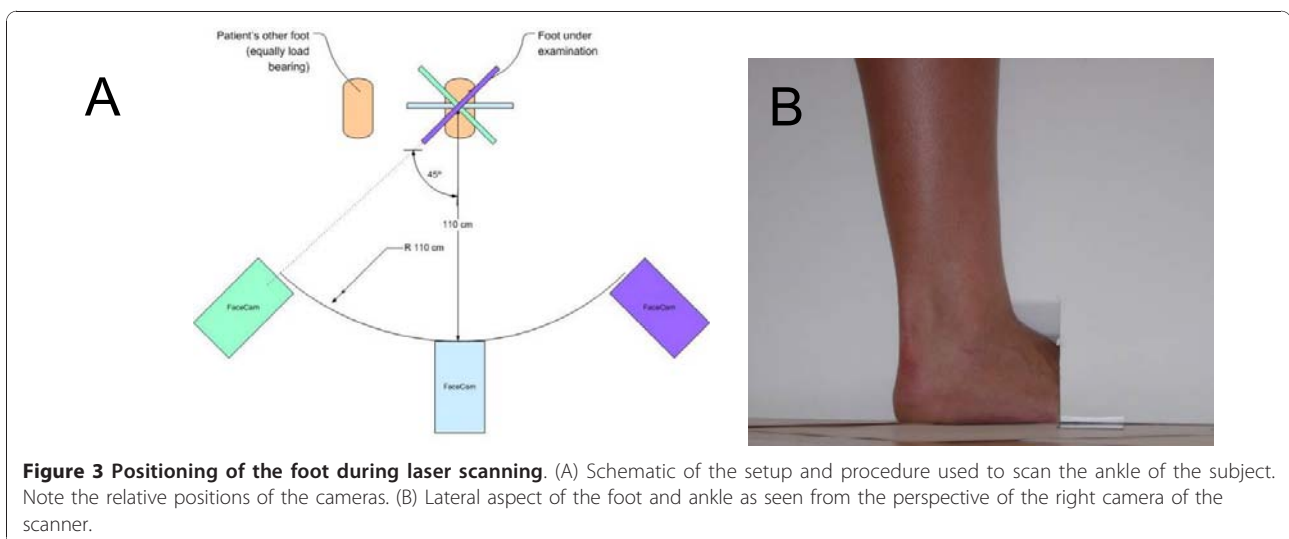 Patient's other foot
(equally load
bearing)
Foot under
examination
A
45°
110 cm
R 110 cm
FaceCam
FaceCam
FaceCam
B
Figure 3 Positioning of the foot during laser scanning. (A) Schematic of the setup and procedure used to scan the ankle of the subject.
Note the relative positions of the cameras. (B) Lateral aspect of the foot and ankle as seen from the perspective of the right camera of the
scanner.